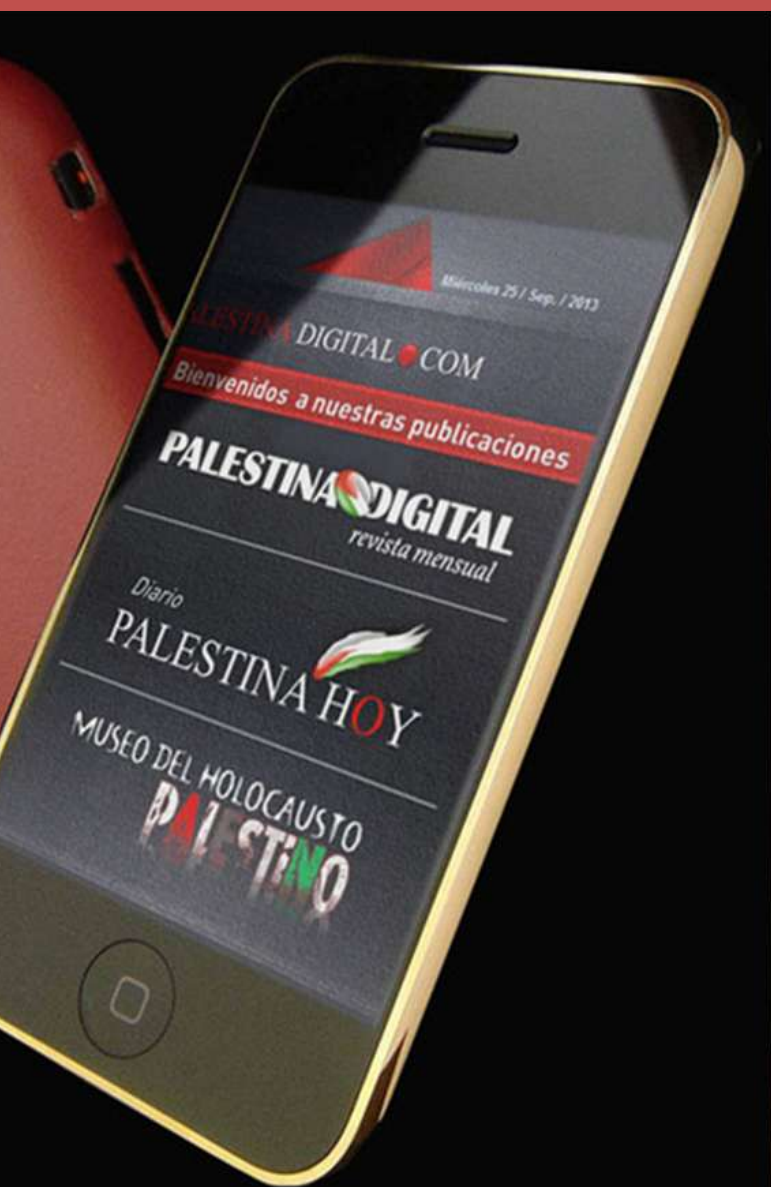 Miércoles 25 / Sep. / 2013
PALESTINA DIGITAL COM
Bienvenidos a nuestras publicaciones
PALESTINA DIGITAL
revista mensual
Diario
PALESTINA HOY
MUSEO DEL HOLOCAUSTO
PALESTINO